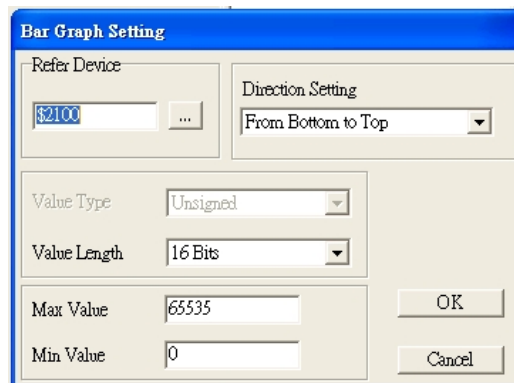 Bar Graph Setting
Refer Device
$2100
...
Direction Setting
From Bottom to Top
Value Type
Unsigned
Value Length
16 Bits
Max Value
65535
Min Value
0
OK
Cancel